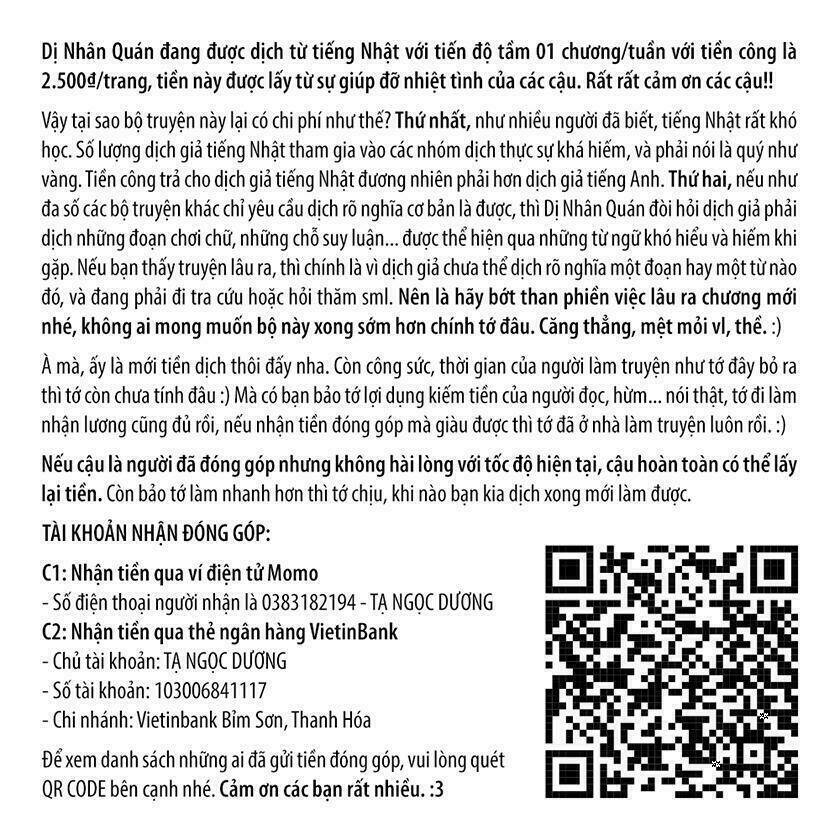 Dị Nhân Quán đang được dịch từ tiếng Nhật với tiến độ tầm 01 chương/tuần với tiền công là
2.500₫/trang, tiền này được lấy từ sự giúp đỡ nhiệt tình của các cậu. Rất rất cảm ơn các cậu!!
Vậy tại sao bộ truyện này lại có chi phí như thế? Thứ nhất, như nhiều người đã biết, tiếng Nhật rất khó
học. Số lượng dịch giả tiếng Nhật tham gia vào các nhóm dịch thực sự khá hiếm, và phải nói là quý như
vàng. Tiền công trả cho dịch giả tiếng Nhật đương nhiên phải hơn dịch giả tiếng Anh. Thứ hai, nếu như
đa số các bộ truyện khác chỉ yêu cầu dịch rõ nghĩa cơ bản là được, thì Dị Nhân Quán đòi hỏi dịch giả phải
dịch những đoạn chơi chữ, những chỗ suy luận... được thể hiện qua những từ ngữ khó hiểu và hiếm khi
gặp. Nếu bạn thấy truyện lâu ra, thì chính là vì dịch giả chưa thể dịch rõ nghĩa một đoạn hay một từ nào
đó, và đang phải đi tra cứu hoặc hỏi thăm sml. Nên là hãy bớt than phiền việc lâu ra chương mới
nhé, không ai mong muốn bộ này xong sớm hơn chính tớ đâu. Căng thẳng, mệt mỏi vl, thề. :)
À mà, ấy là mới tiền dịch thôi đấy nha. Còn công sức, thời gian của người làm truyện như tớ đây bỏ ra
thì tớ còn chưa tính đâu :) Mà có bạn bảo tớ lợi dụng kiếm tiền của người đọc, hừm... nói thật, tớ đi làm
nhận lương cũng đủ rồi, nếu nhận tiền đóng góp mà giàu được thì tớ đã ở nhà làm truyện luôn rồi. :)
Nếu cậu là người đã đóng góp nhưng không hài lòng với tốc độ hiện tại, cậu hoàn toàn có thể lấy
lại tiền. Còn bảo tớ làm nhanh hơn thì tớ chịu, khi nào bạn kia dịch xong mới làm được.
TÀI KHOẢN NHẬN ĐÓNG GÓP:
C1: Nhận tiền qua ví điện tử Momo
- Số điện thoại người nhận là 0383182194 - TẠ NGỌC DƯƠNG
C2: Nhận tiền qua thẻ ngân hàng VietinBank
- Chủ tài khoản: TẠ NGỌC DƯƠNG
- Số tài khoản: 103006841117
- Chi nhánh: Vietinbank Bỉm Sơn, Thanh Hóa
Để xem danh sách những ai đã gửi tiền đóng góp, vui lòng quét
QR CODE bên cạnh nhé. Cảm ơn các bạn rất nhiều. :3